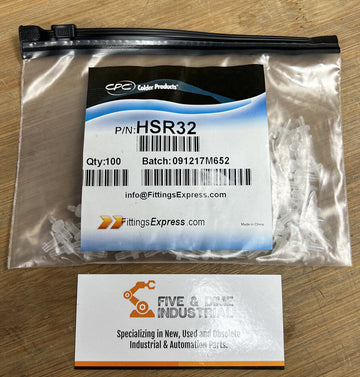 CPC Colder Products®
P/N: HSR32
Qty:100 Batch: 091217M652
info@FittingsExpress.com
FittingsExpress.com
Made in China
FIVE & DIME
INDUSTRIAL
Specializing in New, Used and Obsolete
Industrial & Automation Parts.